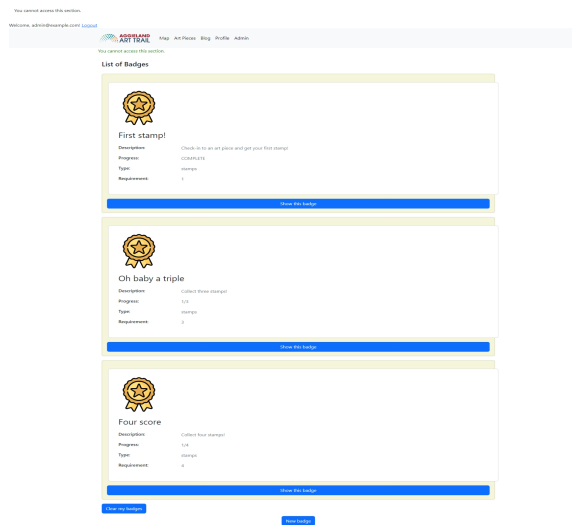 You cannot access this section.
Welcome, admin@example.com! Logout
AGGIELAND ART TRAIL Map Art Pieces Blog Profile Admin
You cannot access this section.
List of Badges
First stamp!
Description: Check-in to an art piece and get your first stamp!
Progress: COMPLETE
Type: stamps
Requirement: 1
Show this badge
Oh baby a triple
Description: Collect three stamps!
Progress: 1/3
Type: stamps
Requirement: 3
Show this badge
Four score
Description: Collect four stamps!
Progress: 1/4
Type: stamps
Requirement: 4
Show this badge
Clear my badges
New badge